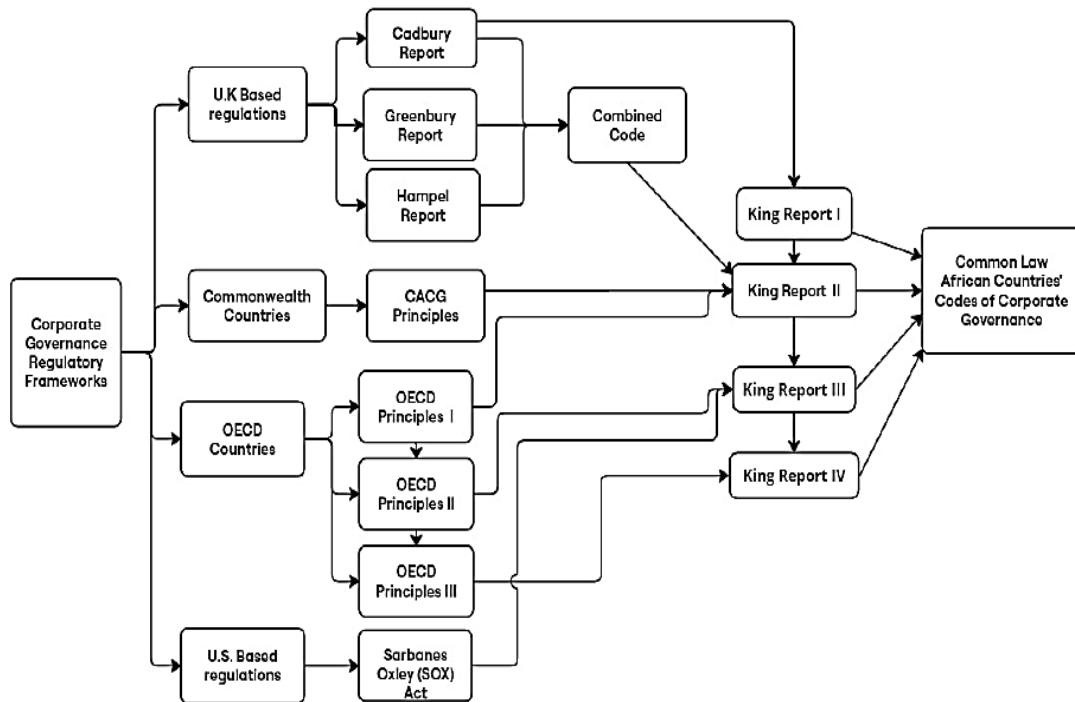 Corporate
Governance
Regulatory
Frameworks
U.K Based
regulations
Commonwealth
Countries
OECD
Countries
U.S. Based
regulations
Cadbury
Report
Greenbury
Report
Hampel
Report
CACG
Principles
OECD
Principles I
OECD
Principles II
OECD
Principles III
Sarbanes
Oxley (SOX)
Act
Combined
Code
King Report I
King Report II
King Report III
King Report IV
Common Law
African Countries'
Codes of Corporate
Governance